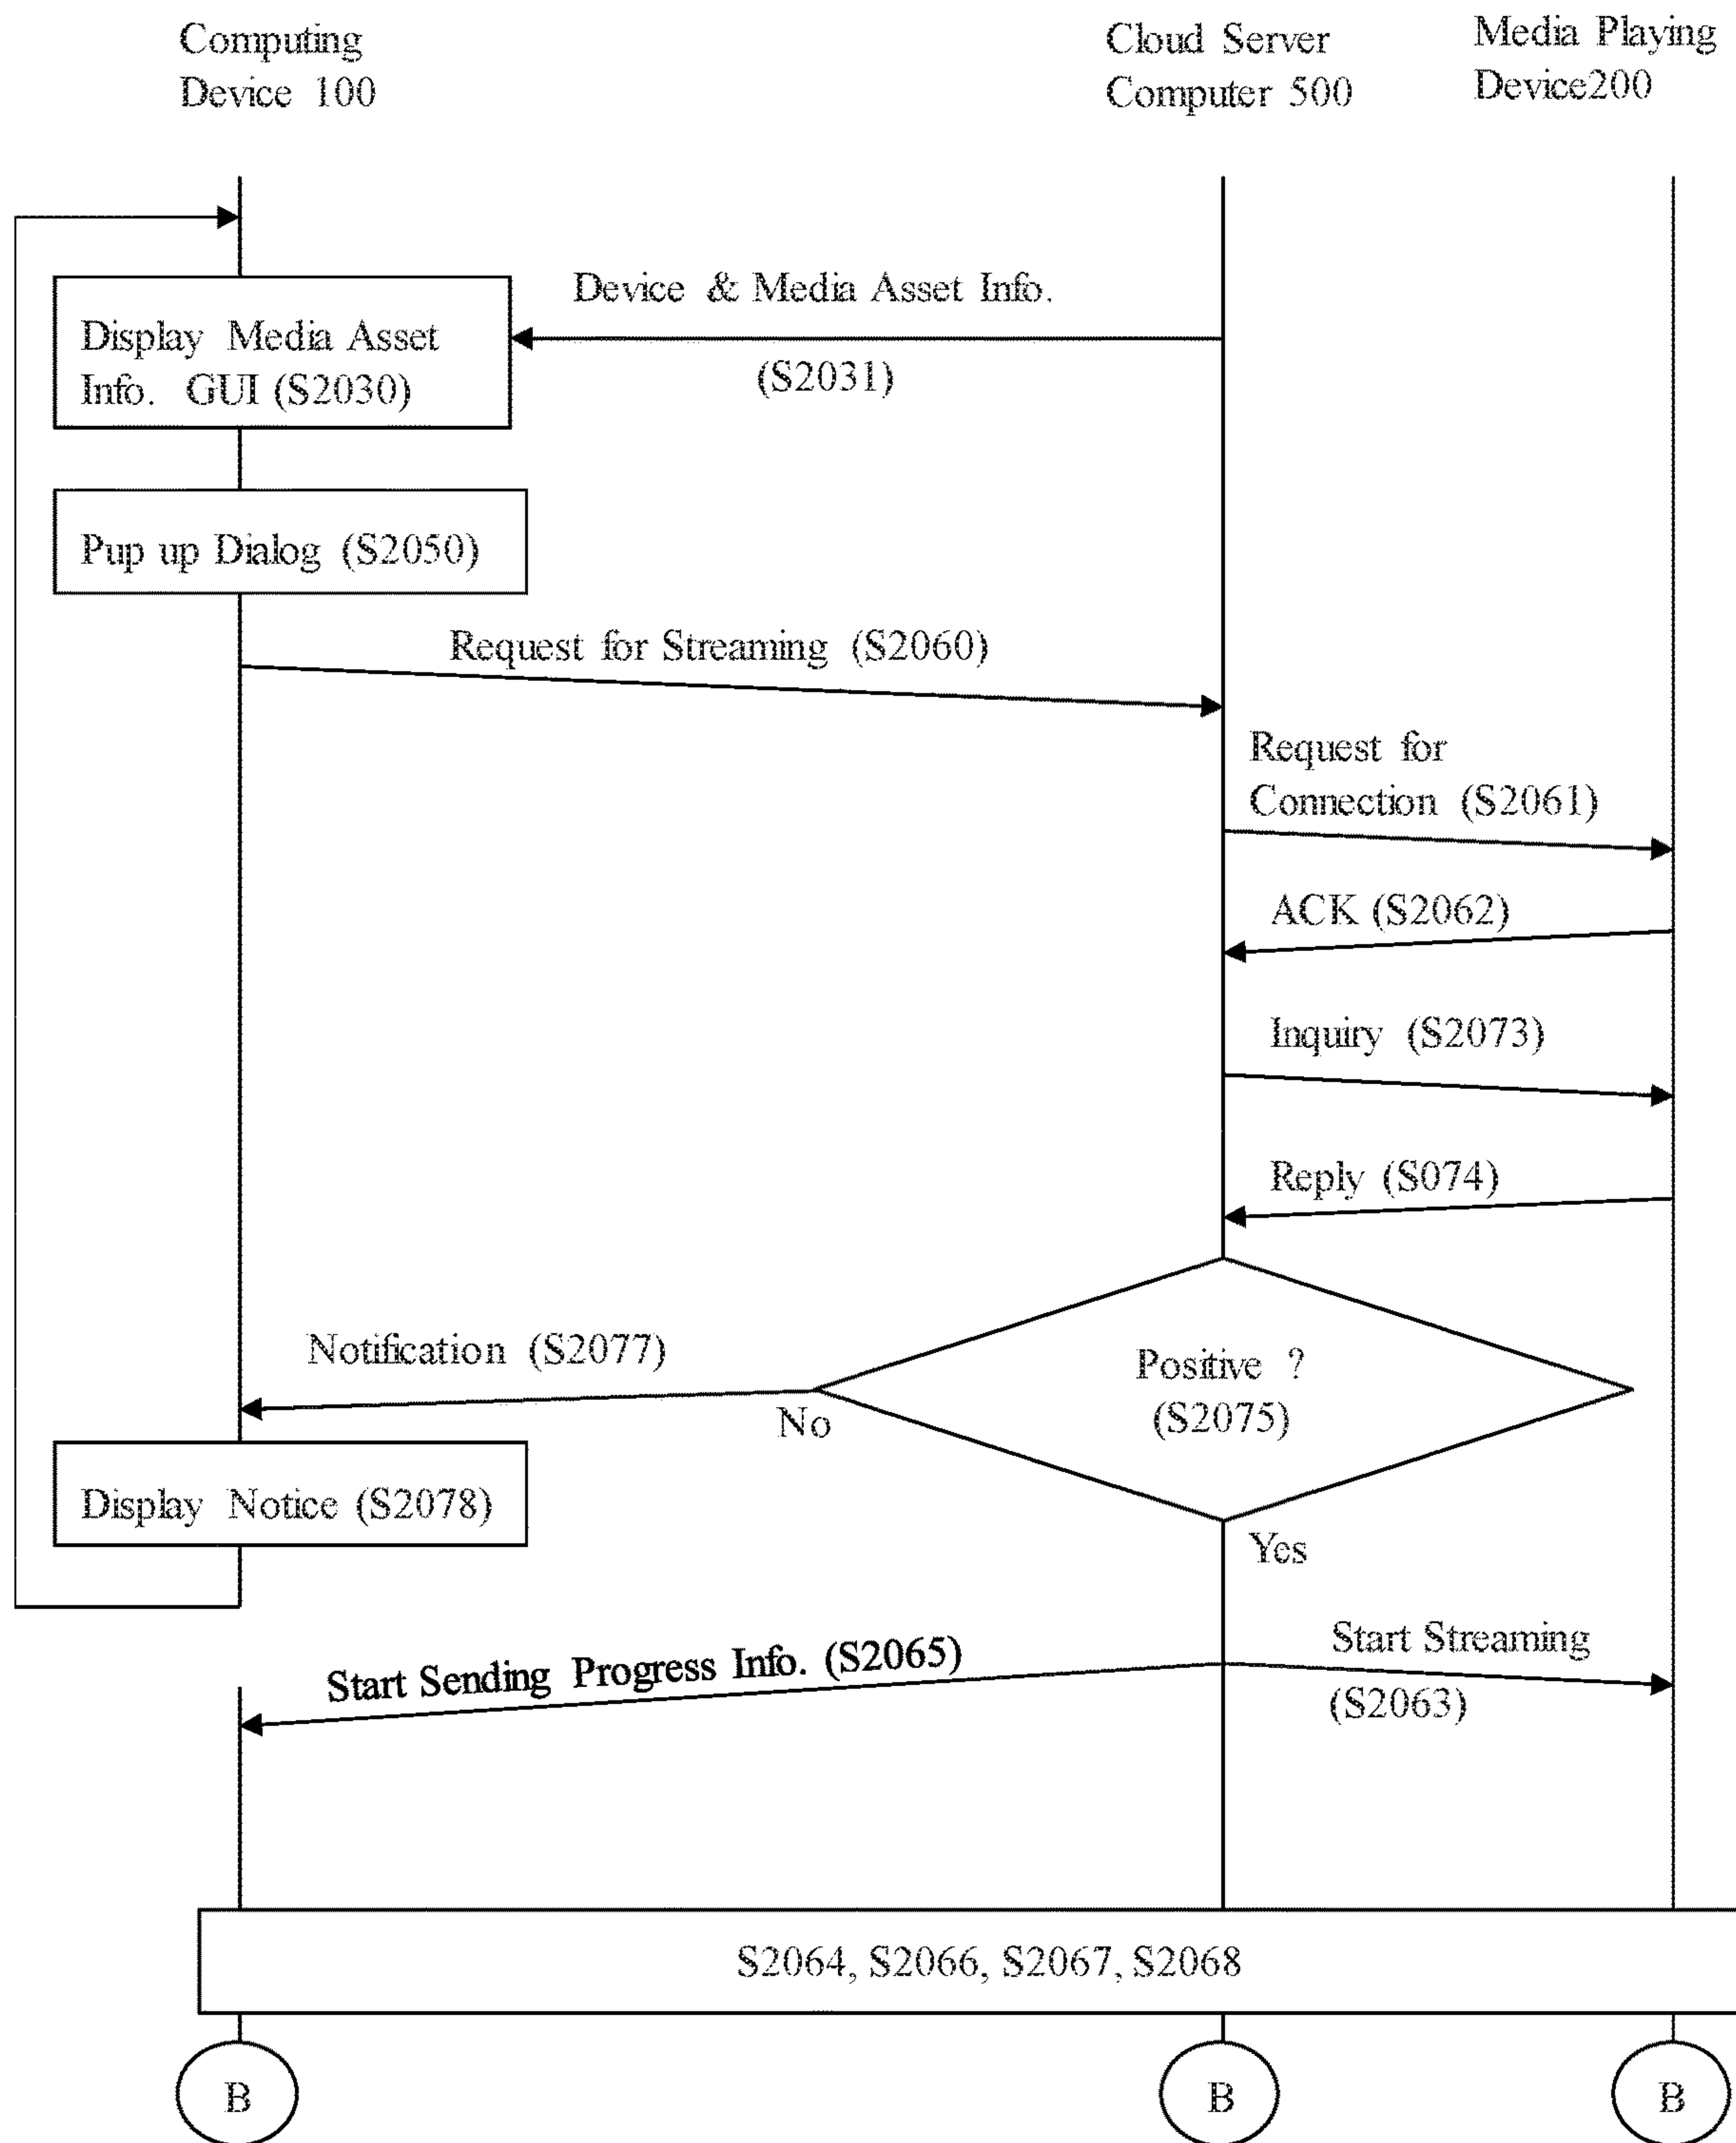 Computing
Device 100
Cloud Server
Computer 500
Media Playing
Device200
Device & Media Asset Info.
(S2031)
Display Media Asset
Info. GUI (S2030)
Pup up Dialog (S2050)
Request for Streaming (S2060)
Request for
Connection (S2061)
ACK (S2062)
Inquiry (S2073)
Reply (S074)
Notification (S2077)
Positive ?
(S2075)
No
Display Notice (S2078)
Yes
Start Sending Progress Info. (S2065)
Start Streaming
(S2063)
S2064, S2066, S2067, S2068
B
B
B